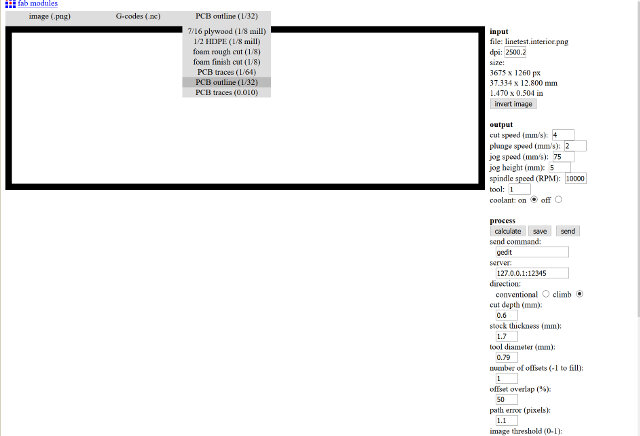 fab modules
image (.png) G-codes (.nc) PCB outline (1/32)
7/16 plywood (1/8 mill)
1/2 HDPE (1/8 mill)
foam rough cut (1/8)
foam finish cut (1/8)
PCB traces (1/64)
PCB outline (1/32)
PCB traces (0.010)
input
file: linetest.interior.png
dpi: 2500.2
size:
3675 x 1260 px
37.334 x 12.800 mm
1.470 x 0.504 in
invert image
output
cut speed (mm/s): 4
plunge speed (mm/s): 2
jog speed (mm/s): 75
jog height (mm): 5
spindle speed (RPM): 10000
tool: 1
coolant: on off
process
calculate save send
send command:
gedit
server:
127.0.0.1:12345
direction:
conventional climb
cut depth (mm):
0.6
stock thickness (mm):
1.7
tool diameter (mm):
0.79
number of offsets (-1 to fill):
1
offset overlap (%):
50
path error (pixels):
1.1
image threshold (0-1):